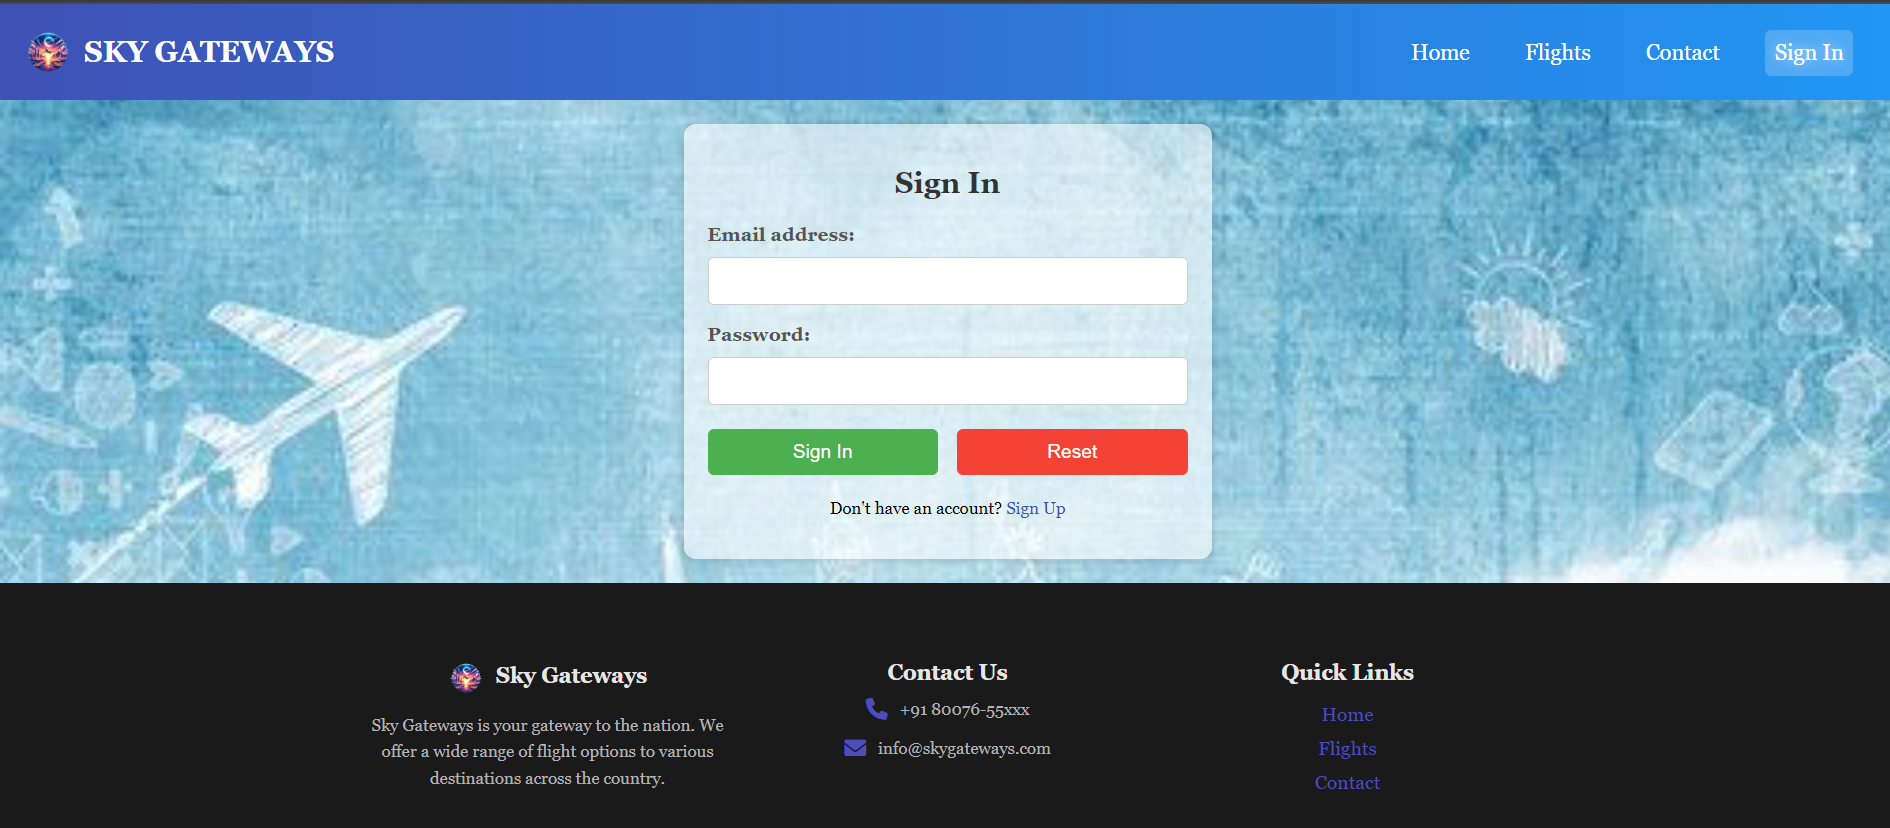 SKY GATEWAYS
Home
Flights
Contact
Sign In
Sign In
Email address:
Password:
Sign In
Reset
Don't have an account? Sign Up
Sky Gateways
Sky Gateways is your gateway to the nation. We
offer a wide range of flight options to various
destinations across the country.
Contact Us
+91 80076-55xxx
info@skygateways.com
Quick Links
Home
Flights
Contact